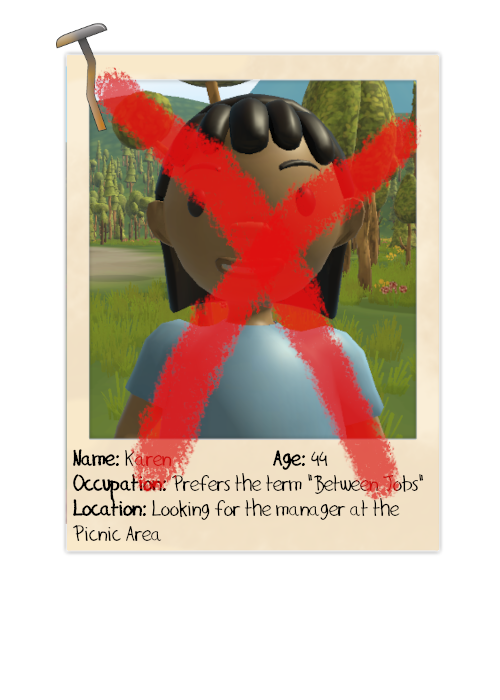 Name: Karen Age: 44
Occupation: Prefers the term "Between Jobs"
Location: Looking for the manager at the
Picnic Area